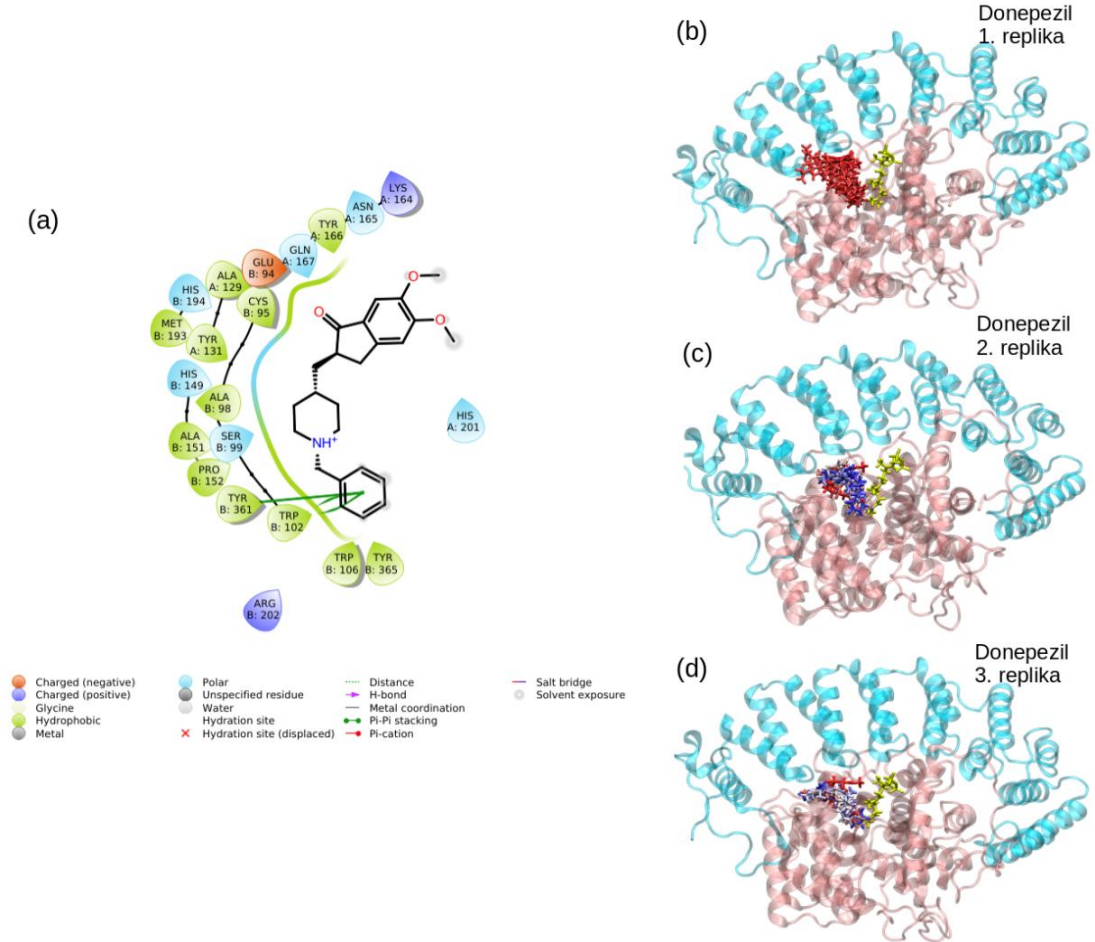 (a)
LYS
A: 164
ASN
A: 165
TYR
A: 166
GLN
A: 167
GLU
B: 94
ALA
A: 129
CYS
B: 95
HIS
B: 194
MET
B: 193
TYR
A: 131
HIS
B: 149
ALA
B: 98
SER
B: 99
ALA
B: 151
PRO
B: 152
TYR
B: 361
TRP
B: 102
TRP
B: 106
TYR
B: 365
ARG
B: 202
HIS
A: 201
O
O
O
NH+
Charged (negative)
Charged (positive)
Glycine
Hydrophobic
Metal
Polar
Unspecified residue
Water
Hydration site
Hydration site (displaced)
Distance
H-bond
Metal coordination
Pi-Pi stacking
Pi-cation
Salt bridge
Solvent exposure
(b)
Donepezil
1. replika
(c)
Donepezil
2. replika
(d)
Donepezil
3. replika